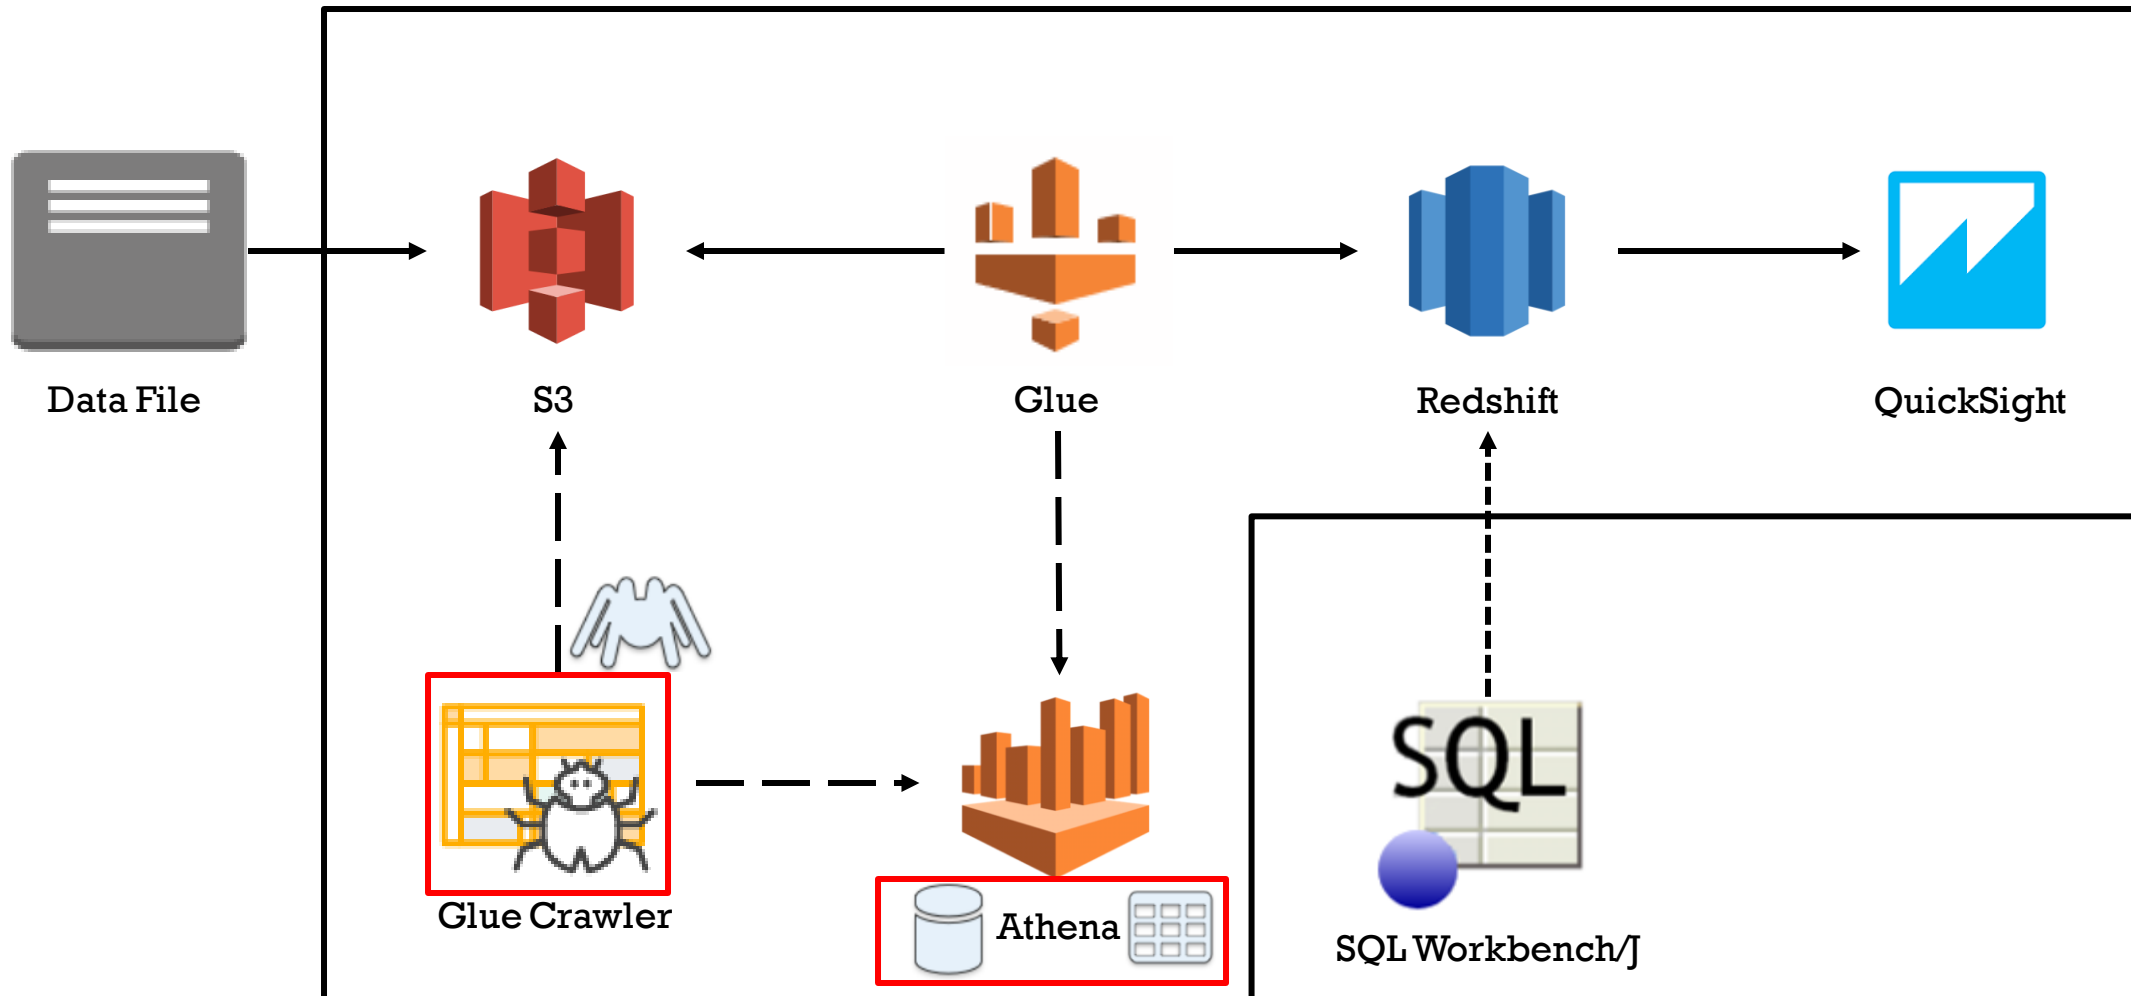 Data File
S3
Glue
Redshift
QuickSight
Glue Crawler
Athena
SQL
SQL Workbench/J